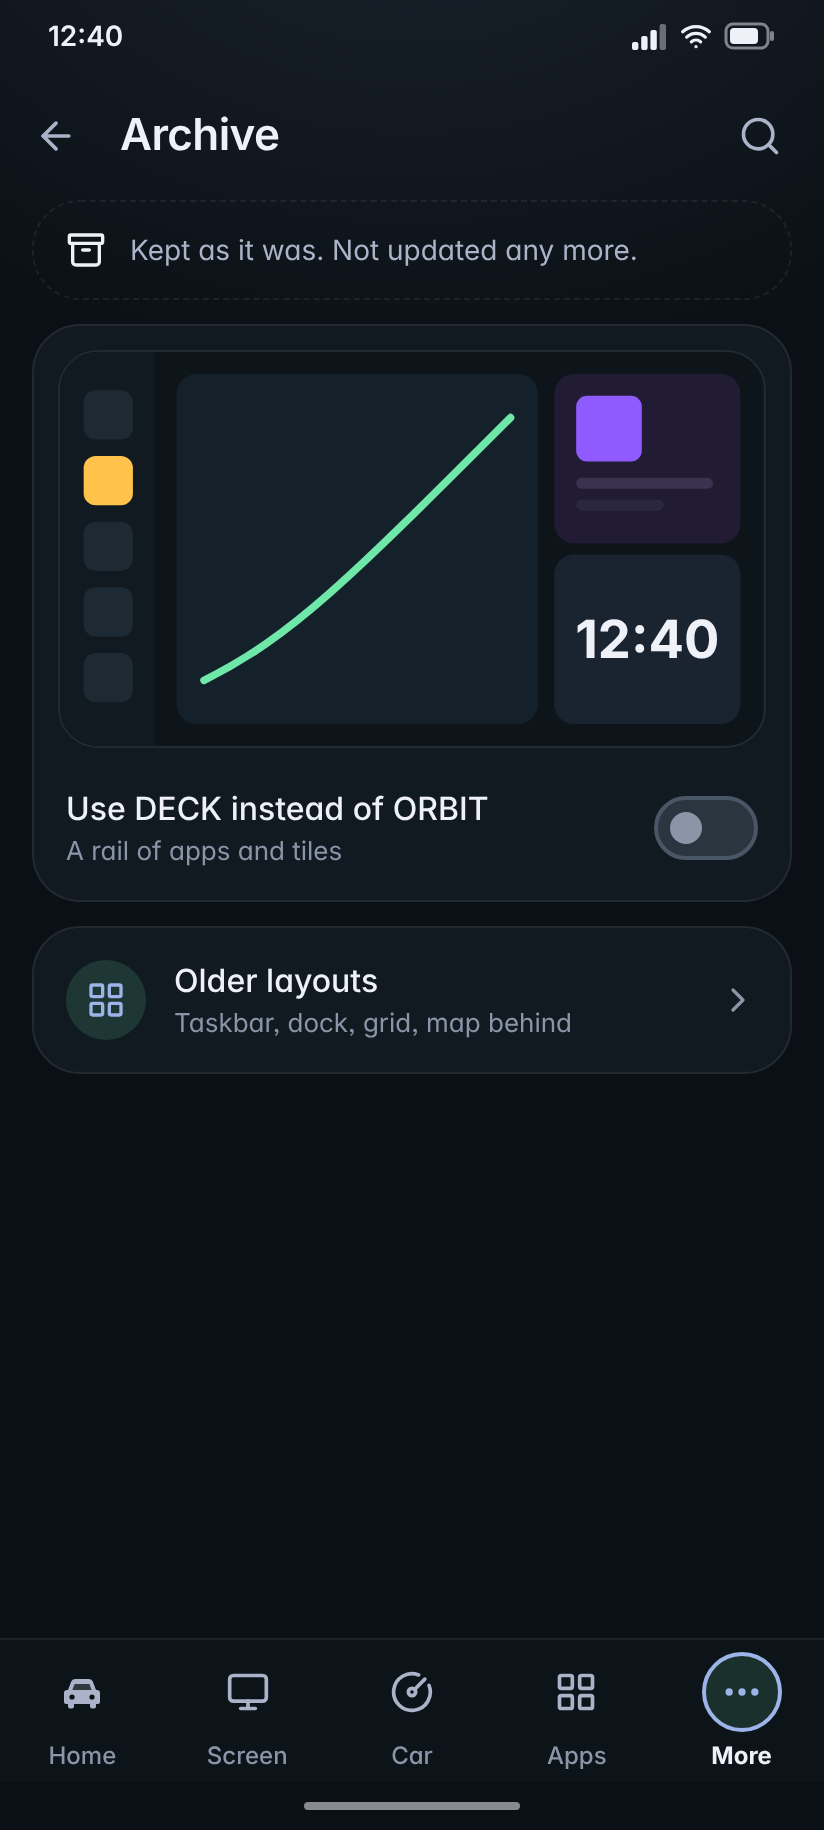 12:40
Archive
Kept as it was. Not updated any more.
12:40
Use DECK instead of ORBIT
A rail of apps and tiles
Older layouts
Taskbar, dock, grid, map behind
Home
Screen
Car
Apps
More